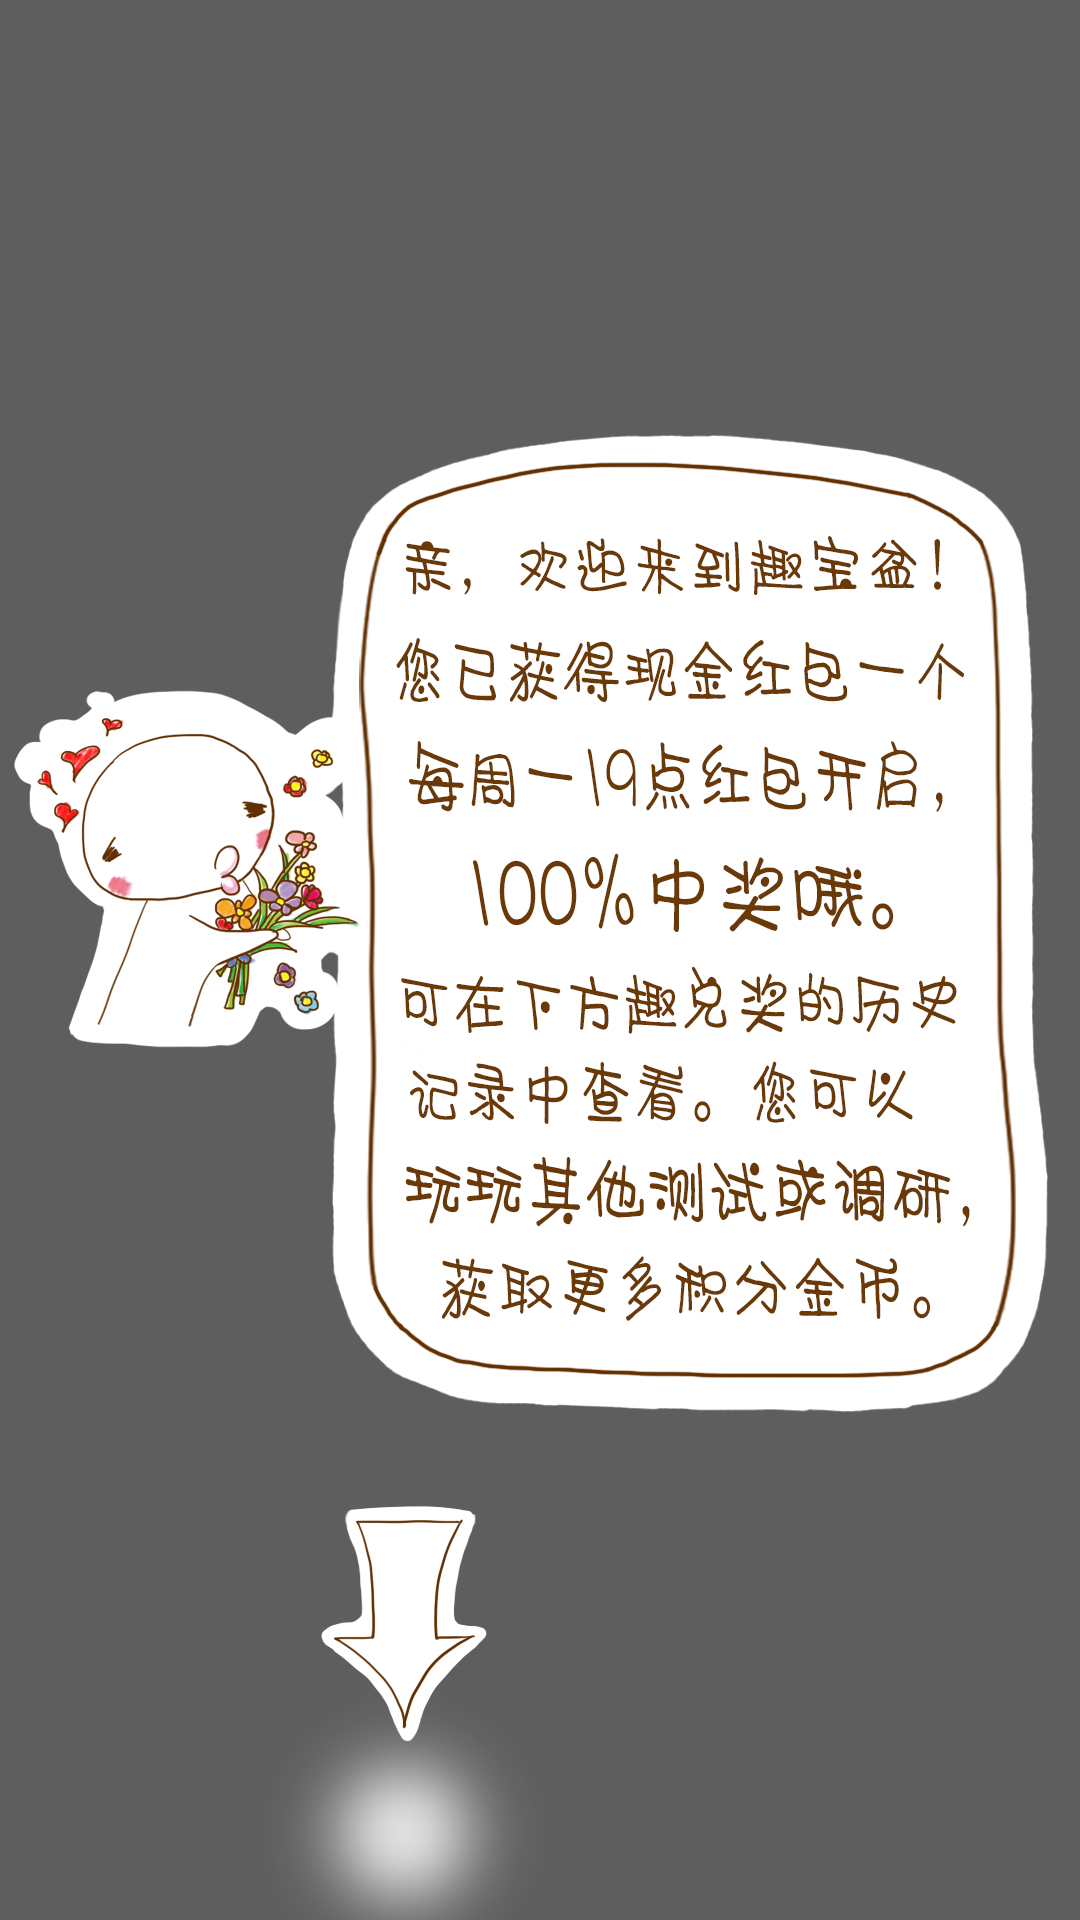 亲，欢迎来到趣宝盆！
您已获得现金红包一个
每周一19点红包开启，
100%中奖哦。
可在下方趣兑奖的历史
记录中查看。您可以
玩玩其他测试或调研，
获取更多积分金币。